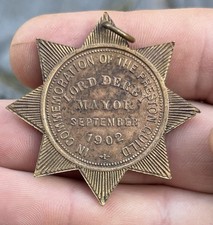 IN COMMEMORATION OF THE PRESTON GUILD
LORD DERBY
MAYOR
SEPTEMBER
1902